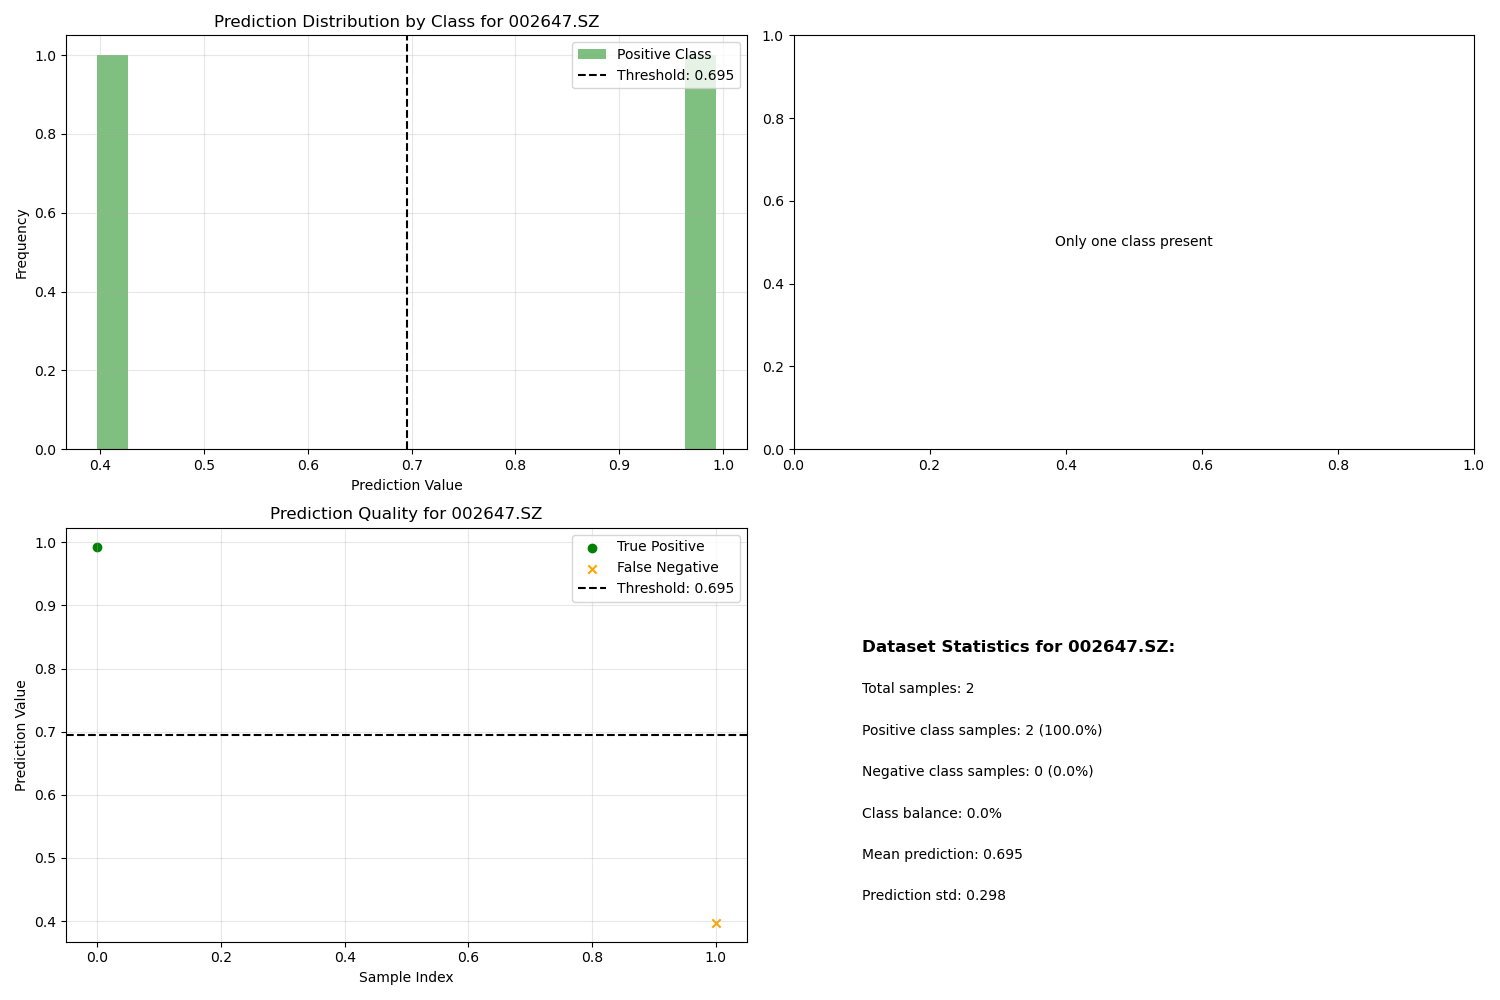 Prediction Distribution by Class for 002647.SZ
Positive Class
Threshold: 0.695
Frequency
1.0
0.8
0.6
0.4
0.2
0.0
0.4 0.5 0.6 0.7 0.8 0.9 1.0
Prediction Value
1.0
0.8
0.6
0.4
0.2
0.0
Only one class present
0.0 0.2 0.4 0.6 0.8 1.0
Prediction Quality for 002647.SZ
True Positive
False Negative
Threshold: 0.695
Prediction Value
1.0
0.9
0.8
0.7
0.6
0.5
0.4
0.0 0.2 0.4 0.6 0.8 1.0
Sample Index
Dataset Statistics for 002647.SZ:
Total samples: 2
Positive class samples: 2 (100.0%)
Negative class samples: 0 (0.0%)
Class balance: 0.0%
Mean prediction: 0.695
Prediction std: 0.298